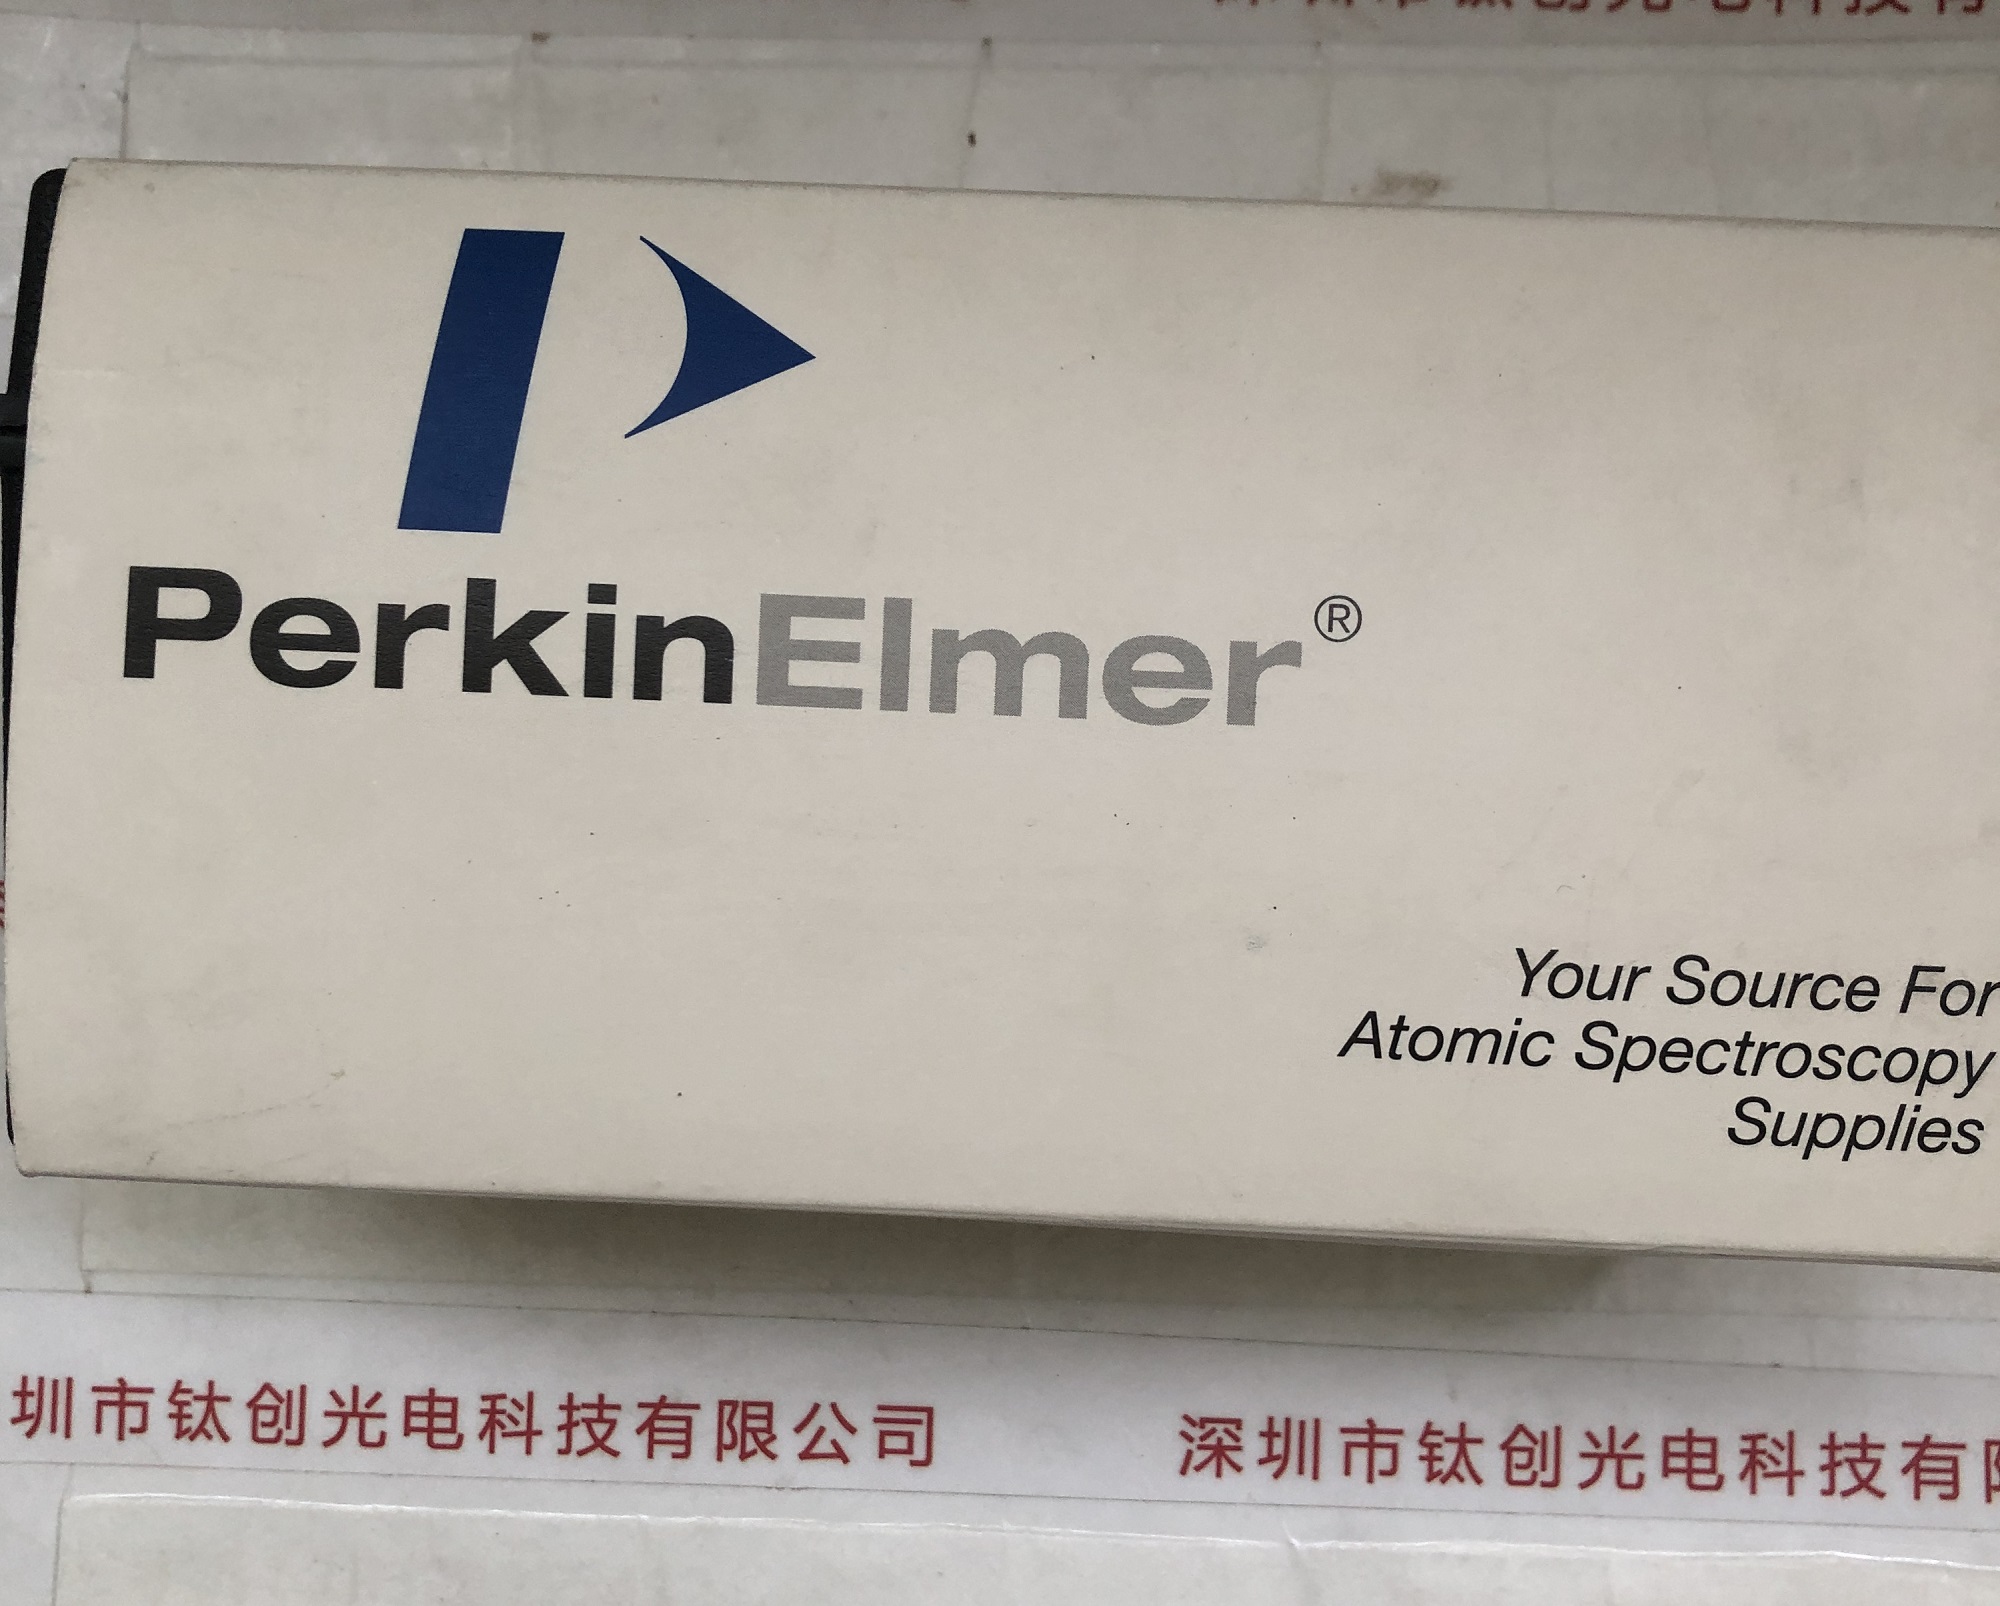 PerkinElmer®
Your Source For
Atomic Spectroscopy
Supplies
圳市钛创光电科技有限公司
深圳市钛创光电科技有